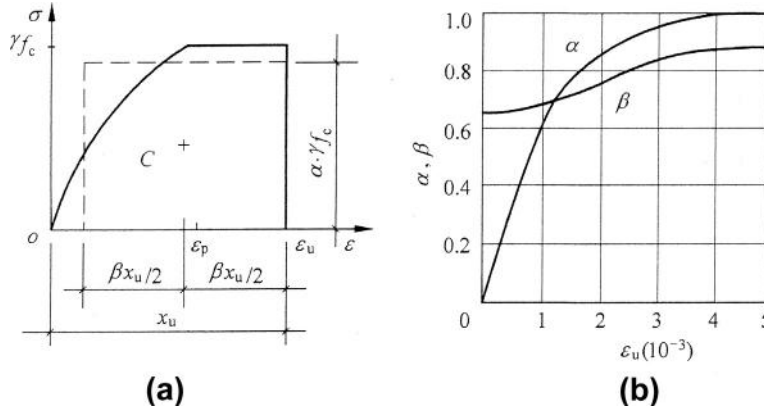 σ
γf_c
C
α·γf_c
o
ε_p
ε_u
ε
βx_u/2
βx_u/2
x_u
(a)
1.0
0.8
0.6
0.4
0.2
0
α
β
α, β
1
2
3
4
5
ε_u(10⁻³)
(b)